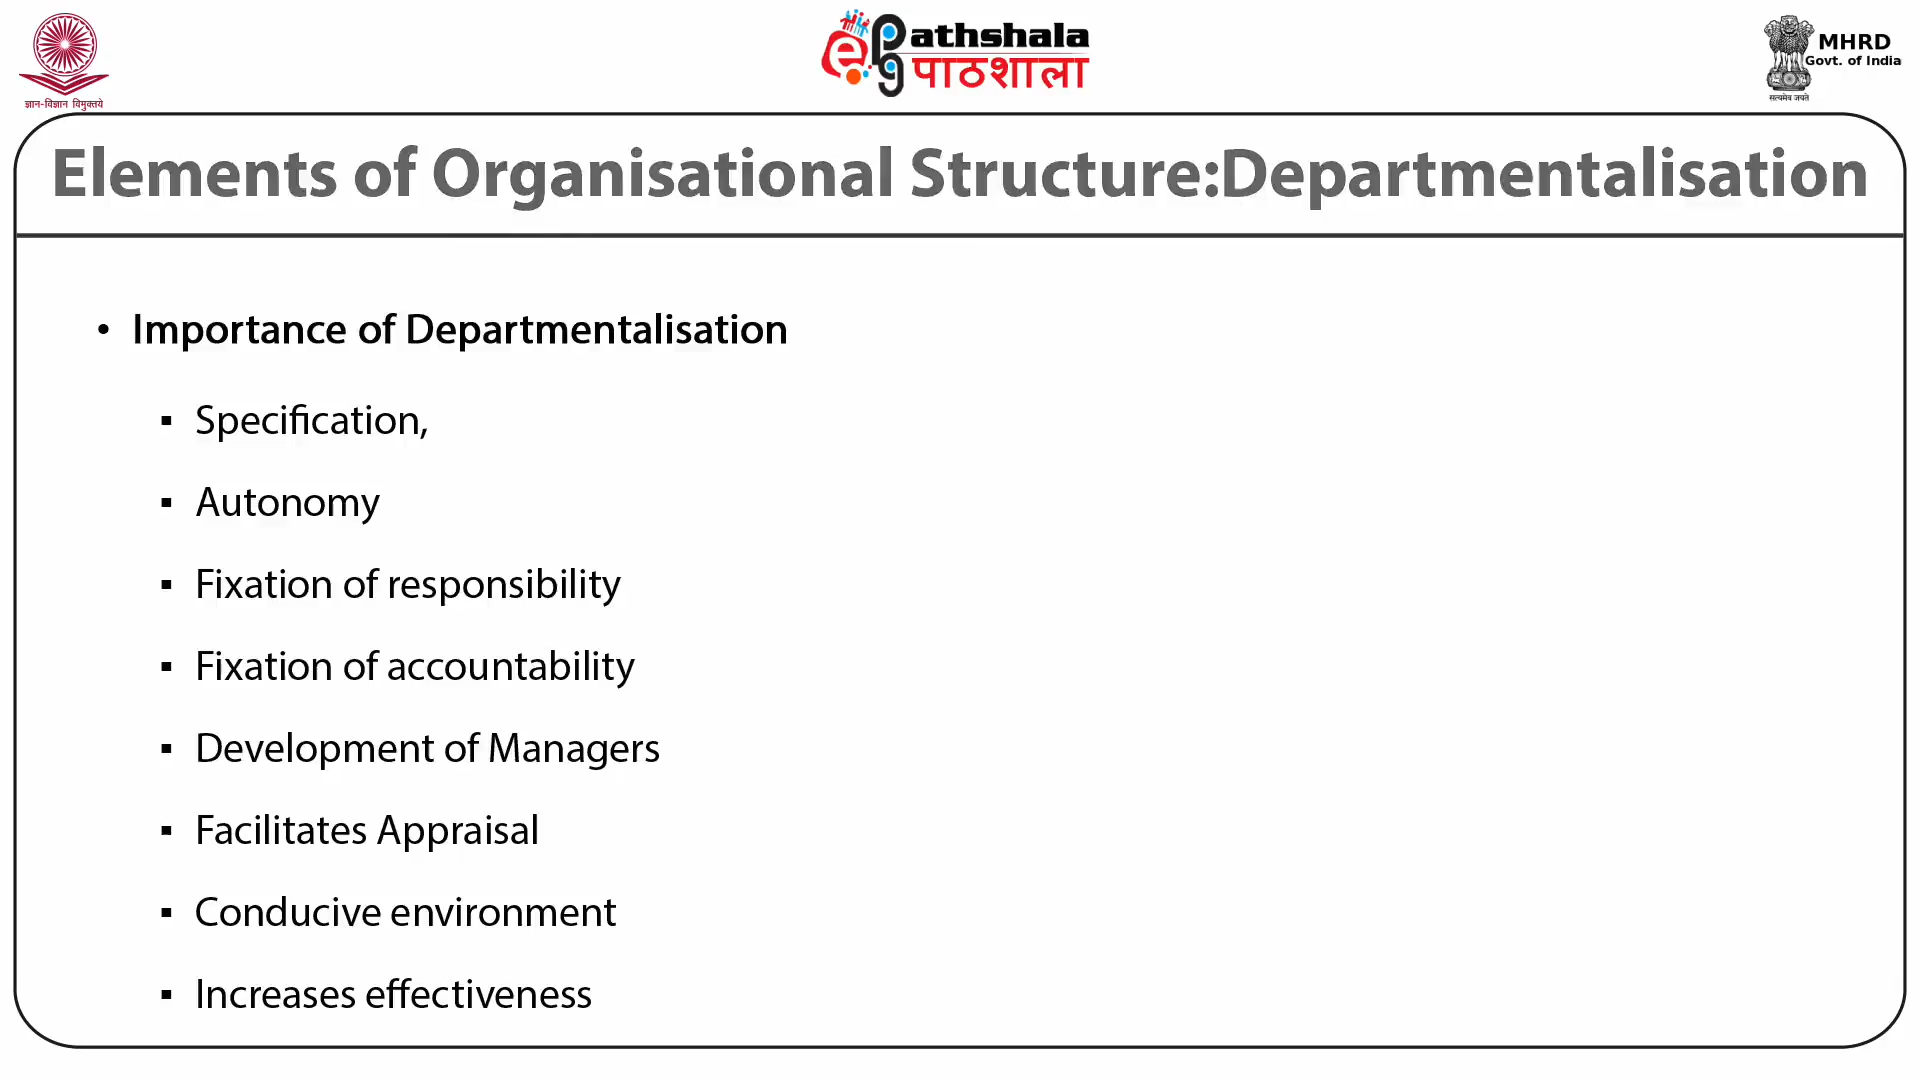 ज्ञान-विज्ञान विमुक्तये
e Pg athshala
पाठशाला
MHRD
Govt. of India
सत्यमेव जयते
Elements of Organisational Structure:Departmentalisation
• Importance of Departmentalisation
▪ Specification,
▪ Autonomy
▪ Fixation of responsibility
▪ Fixation of accountability
▪ Development of Managers
▪ Facilitates Appraisal
▪ Conducive environment
▪ Increases effectiveness